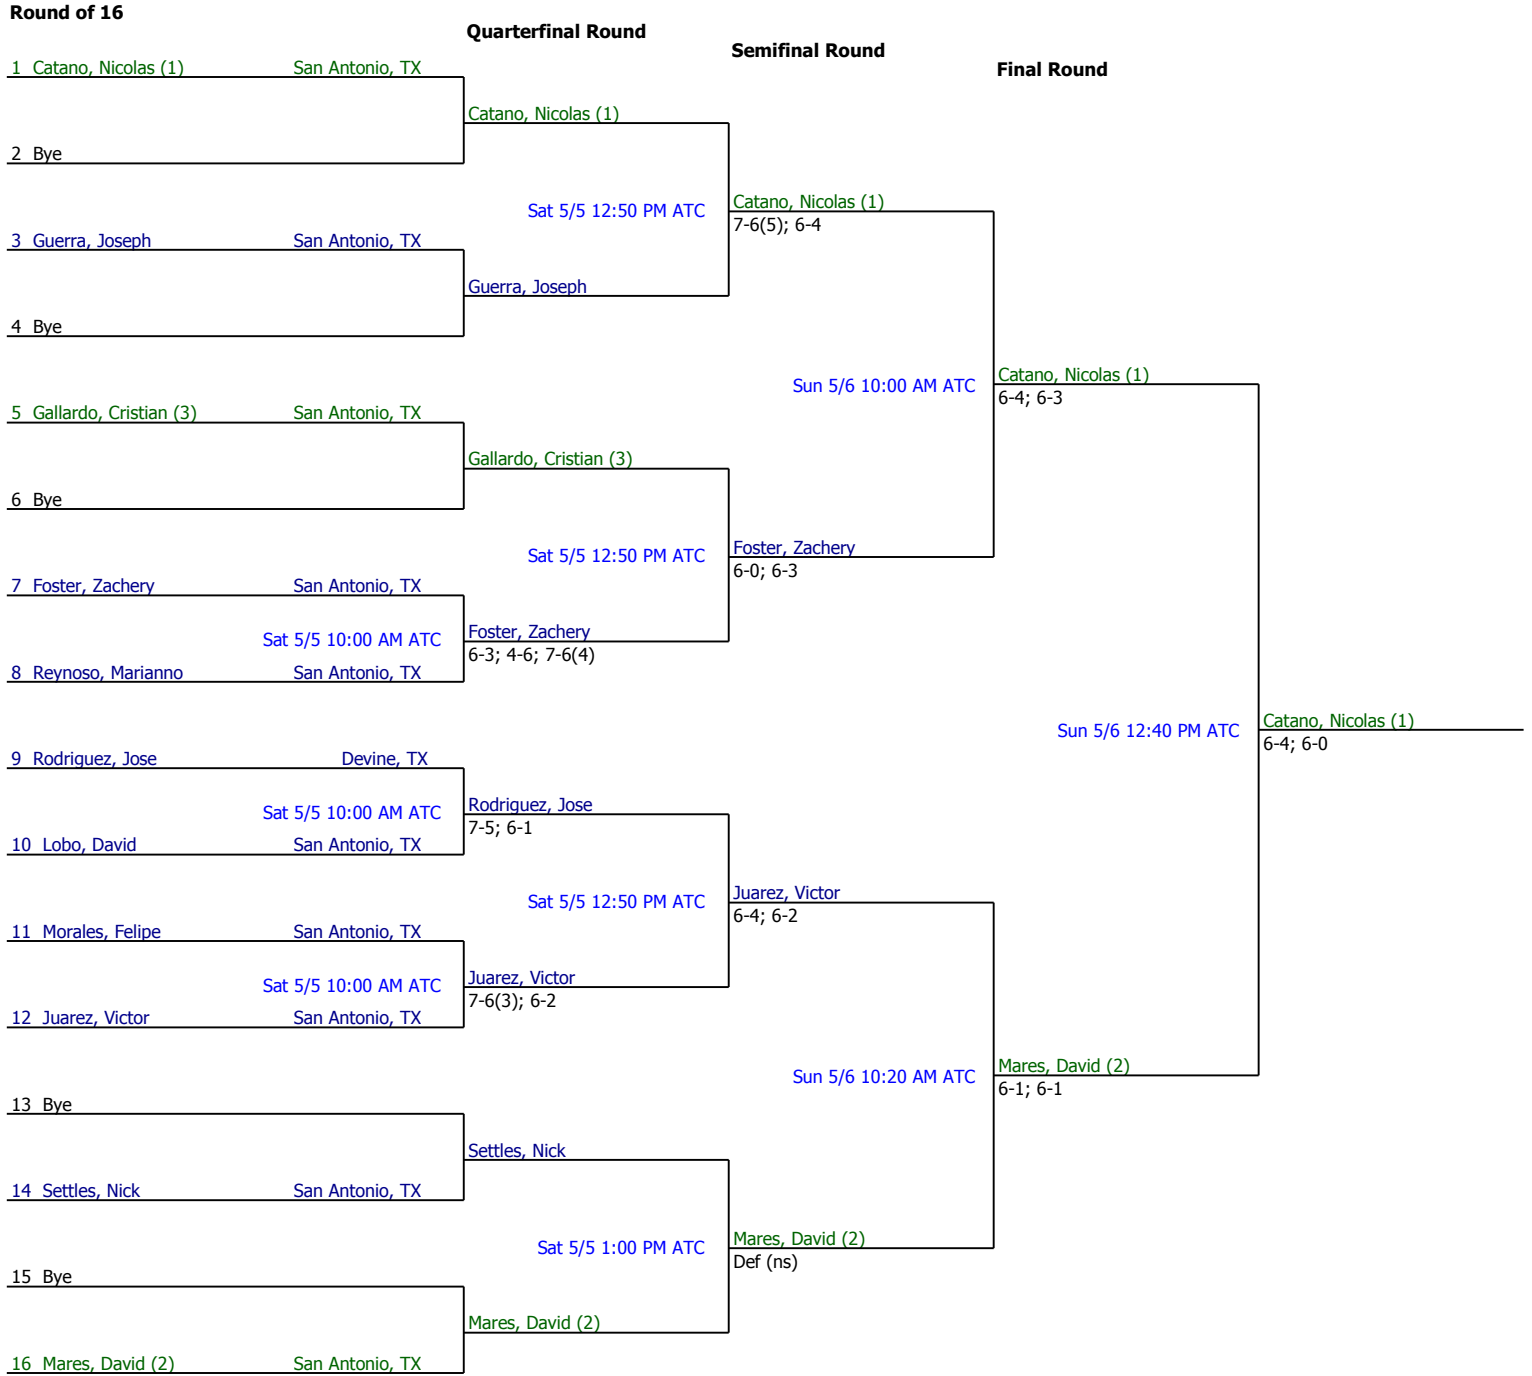 Round of 16
Quarterfinal Round
Semifinal Round
Final Round
1 Catano, Nicolas (1) San Antonio, TX
Catano, Nicolas (1)
2 Bye
Sat 5/5 12:50 PM ATC
Catano, Nicolas (1)
7-6(5); 6-4
3 Guerra, Joseph San Antonio, TX
Guerra, Joseph
4 Bye
Sun 5/6 10:00 AM ATC
Catano, Nicolas (1)
6-4; 6-3
5 Gallardo, Cristian (3) San Antonio, TX
Gallardo, Cristian (3)
6 Bye
Sat 5/5 12:50 PM ATC
Foster, Zachery
6-0; 6-3
7 Foster, Zachery San Antonio, TX
Sat 5/5 10:00 AM ATC
Foster, Zachery
6-3; 4-6; 7-6(4)
8 Reynoso, Marianno San Antonio, TX
Sun 5/6 12:40 PM ATC
Catano, Nicolas (1)
6-4; 6-0
9 Rodriguez, Jose Devine, TX
Sat 5/5 10:00 AM ATC
Rodriguez, Jose
7-5; 6-1
10 Lobo, David San Antonio, TX
Sat 5/5 12:50 PM ATC
Juarez, Victor
6-4; 6-2
11 Morales, Felipe San Antonio, TX
Sat 5/5 10:00 AM ATC
Juarez, Victor
7-6(3); 6-2
12 Juarez, Victor San Antonio, TX
Sun 5/6 10:20 AM ATC
Mares, David (2)
6-1; 6-1
13 Bye
Settles, Nick
14 Settles, Nick San Antonio, TX
Sat 5/5 1:00 PM ATC
Mares, David (2)
Def (ns)
15 Bye
Mares, David (2)
16 Mares, David (2) San Antonio, TX